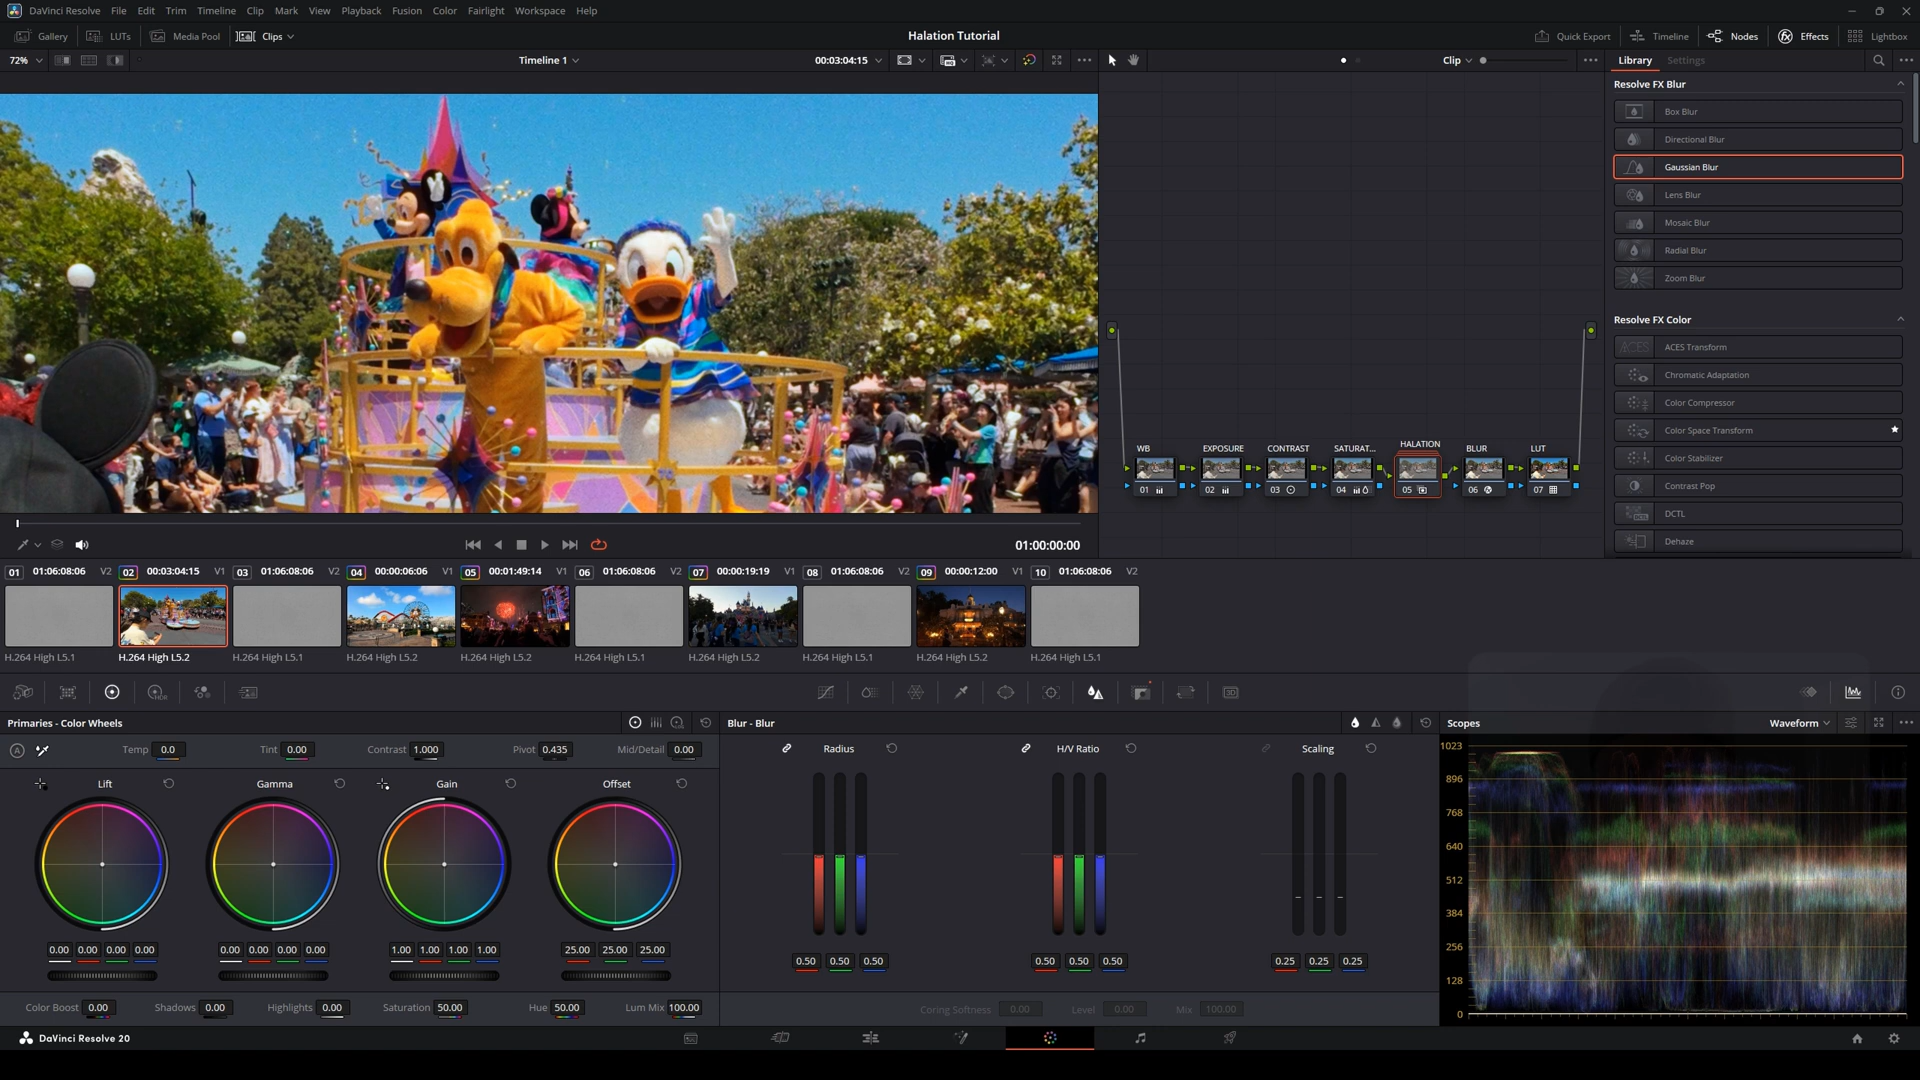 DaVinci Resolve File Edit Trim Timeline Clip Mark View Playback Fusion Color Fairlight Workspace Help
Gallery LUTs Media Pool Clips Halation Tutorial Quick Export Timeline Nodes Effects Lightbox
72% Timeline 1 00:03:04:15 Clip Library Settings
Resolve FX Blur
Box Blur
Directional Blur
Gaussian Blur
Lens Blur
Mosaic Blur
Radial Blur
Zoom Blur
Resolve FX Color
ACES ACES Transform
Chromatic Adaptation
Color Compressor
Color Space Transform
Color Stabilizer
Contrast Pop
DCTL
Dehaze
WB EXPOSURE CONTRAST SATURAT... HALATION BLUR LUT
01 02 03 04 05 06 07
01:00:00:00
01 01:06:08:06 V2 02 00:03:04:15 V1 03 01:06:08:06 V2 04 00:00:06:06 V1 05 00:01:49:14 V1 06 01:06:08:06 V2 07 00:00:19:19 V1 08 01:06:08:06 V2 09 00:00:12:00 V1 10 01:06:08:06 V2
H.264 High L5.1 H.264 High L5.2 H.264 High L5.1 H.264 High L5.2 H.264 High L5.2 H.264 High L5.1 H.264 High L5.2 H.264 High L5.1 H.264 High L5.2 H.264 High L5.1
Primaries - Color Wheels Blur - Blur Scopes Waveform
A Temp 0.0 Tint 0.00 Contrast 1.000 Pivot 0.435 Mid/Detail 0.00
Radius H/V Ratio Scaling
Lift Gamma Gain Offset
0.00 0.00 0.00 0.00 0.00 0.00 0.00 0.00 1.00 1.00 1.00 1.00 25.00 25.00 25.00
0.50 0.50 0.50 0.50 0.50 0.50 0.25 0.25 0.25
Color Boost 0.00 Shadows 0.00 Highlights 0.00 Saturation 50.00 Hue 50.00 Lum Mix 100.00
Coring Softness 0.00 Level 0.00 Mix 100.00
1023
896
768
640
512
384
256
128
0
DaVinci Resolve 20